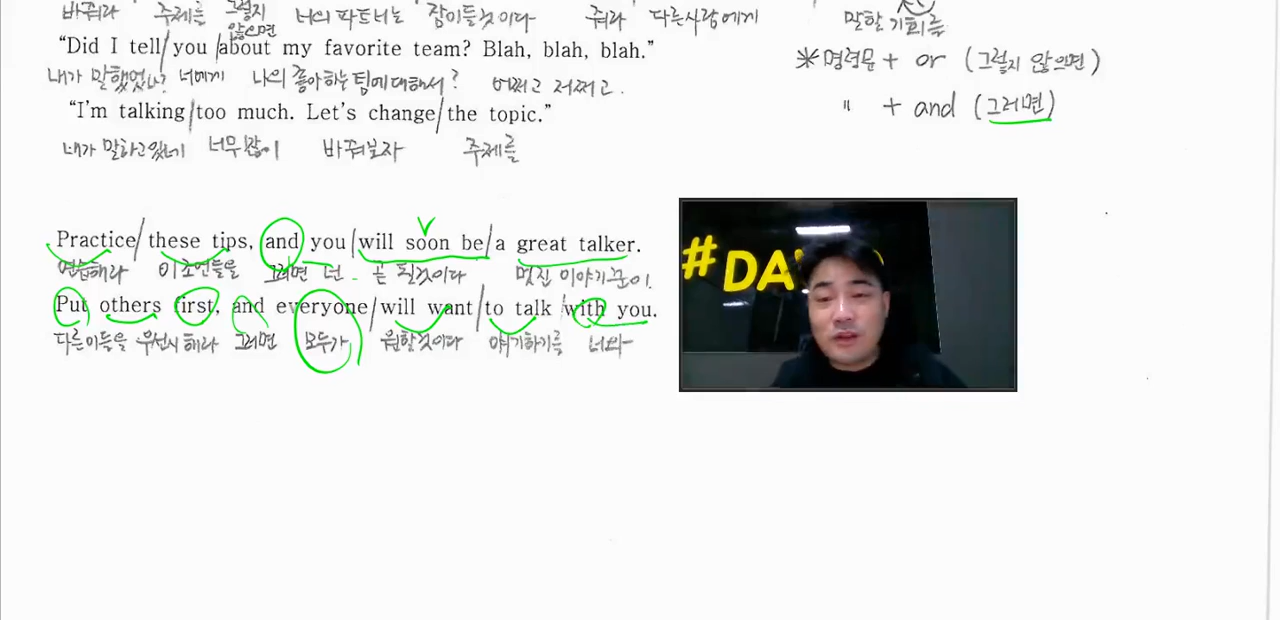 바꿔라 주제를 그렇지 않으면 너의 파트너는 잠이들것이다 줘라 다른사람에게 말할 기회를
“Did I tell/you/about my favorite team? Blah, blah, blah.”
내가 말했었나? 너에게 나의 좋아하는 팀에대해서? 어쩌고 저쩌고.
※명령문 + or (그렇지 않으면)
“I’m talking/too much. Let’s change/the topic.”
〃 + and (그러면)
내가 말하고있네 너무많이 바꿔보자 주제를
Practice/these tips, and you/will soon be/a great talker.
연습해라 이조언들을 그러면 넌 곧 될것이다 멋진 이야기꾼이.
Put others first, and everyone/will want/to talk/with you.
다른이들을 우선시해라 그러면 모두가 원할것이다 얘기하기를 너와
#DA